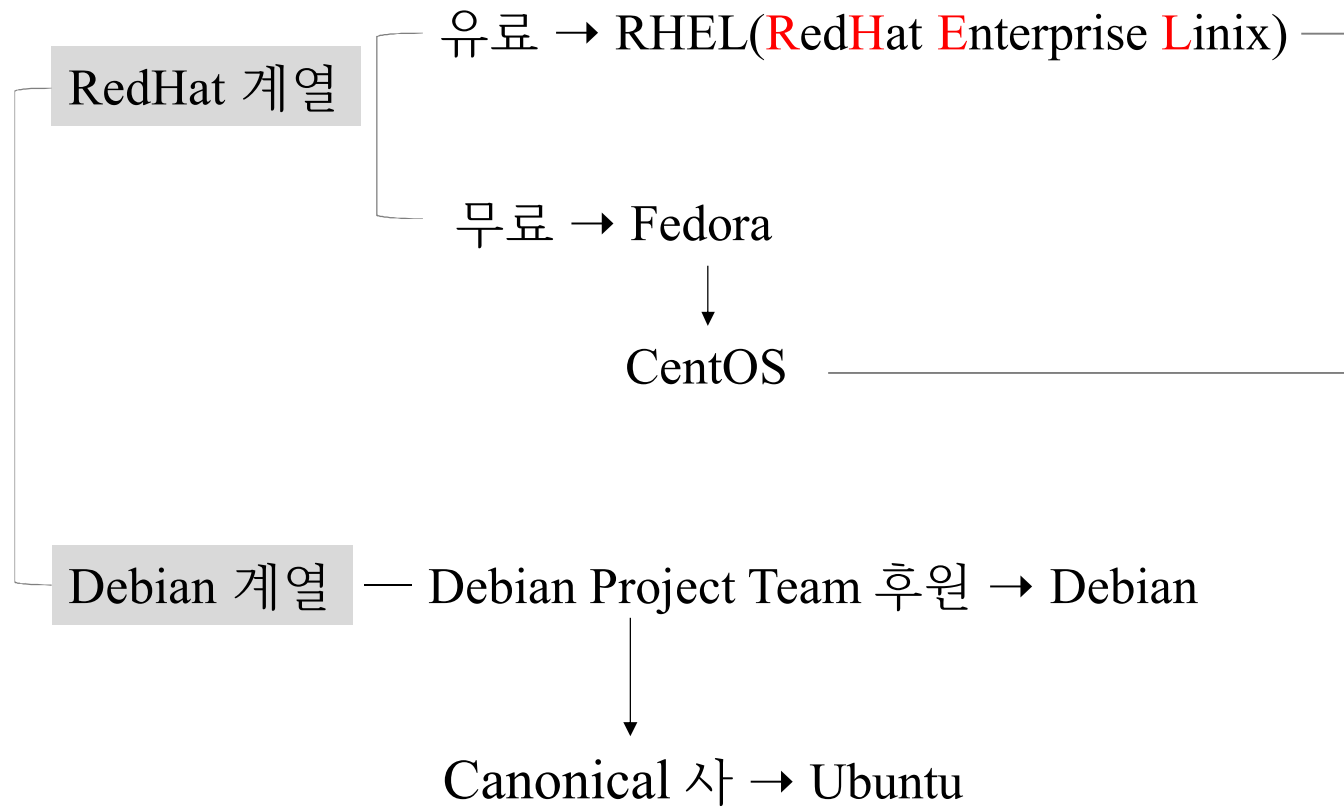 유료 → RHEL(RedHat Enterprise Linix)
RedHat 계열
무료 → Fedora
CentOS
Debian 계열 Debian Project Team 후원 → Debian
Canonical 사 → Ubuntu